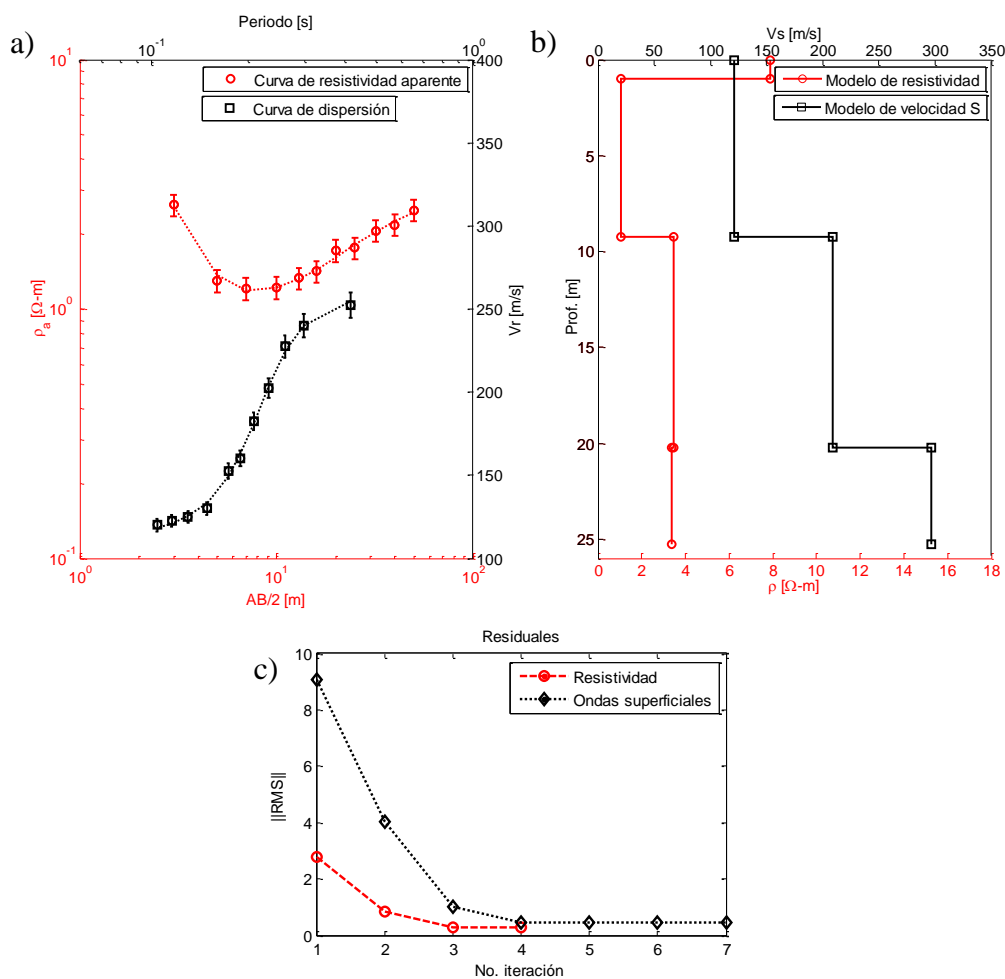 a)
Periodo [s]
10^-1
10^0
10^1
400
Curva de resistividad aparente
Curva de dispersión
350
300
ρa [Ω-m]
10^0
250
Vr [m/s]
200
150
10^-1
100
10^0
10^1
10^2
AB/2 [m]
b)
Vs [m/s]
0 50 100 150 200 250 300 350
Modelo de resistividad
Modelo de velocidad S
0
5
10
15
20
25
Prof. [m]
0 2 4 6 8 10 12 14 16 18
ρ [Ω-m]
c)
Residuales
10
8
6
4
2
0
||RMS||
Resistividad
Ondas superficiales
1 2 3 4 5 6 7
No. iteración